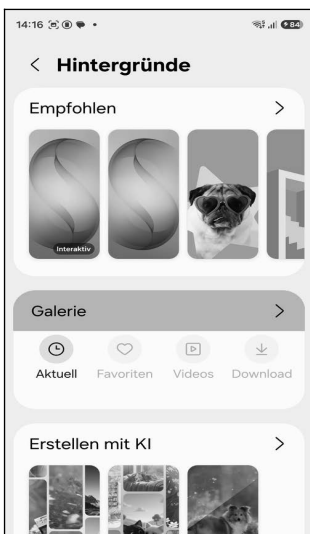 14:16
84
Hintergründe
Empfohlen
Interaktiv
Galerie
Aktuell Favoriten Videos Download
Erstellen mit KI